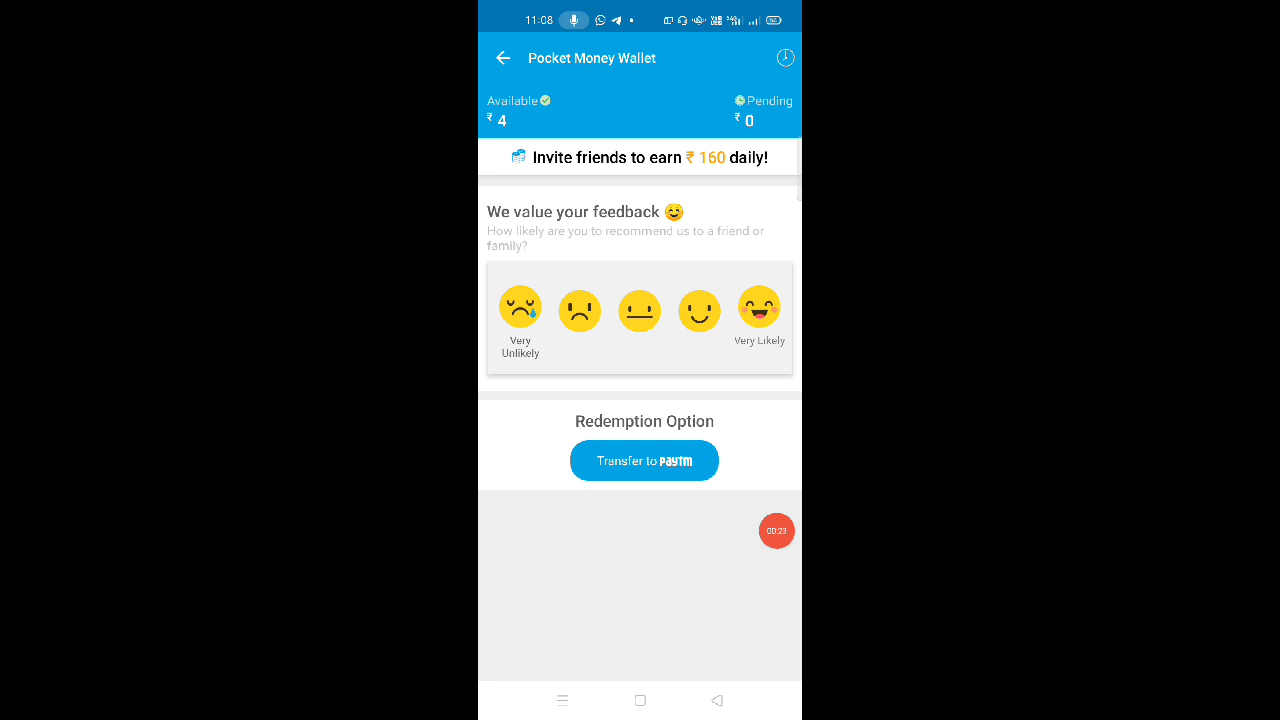 11:08
Pocket Money Wallet
Available
Pending
₹ 4
₹ 0
Invite friends to earn ₹ 160 daily!
We value your feedback
How likely are you to recommend us to a friend or
family?
Very
Unlikely
Very Likely
Redemption Option
Transfer to paytm
00:23